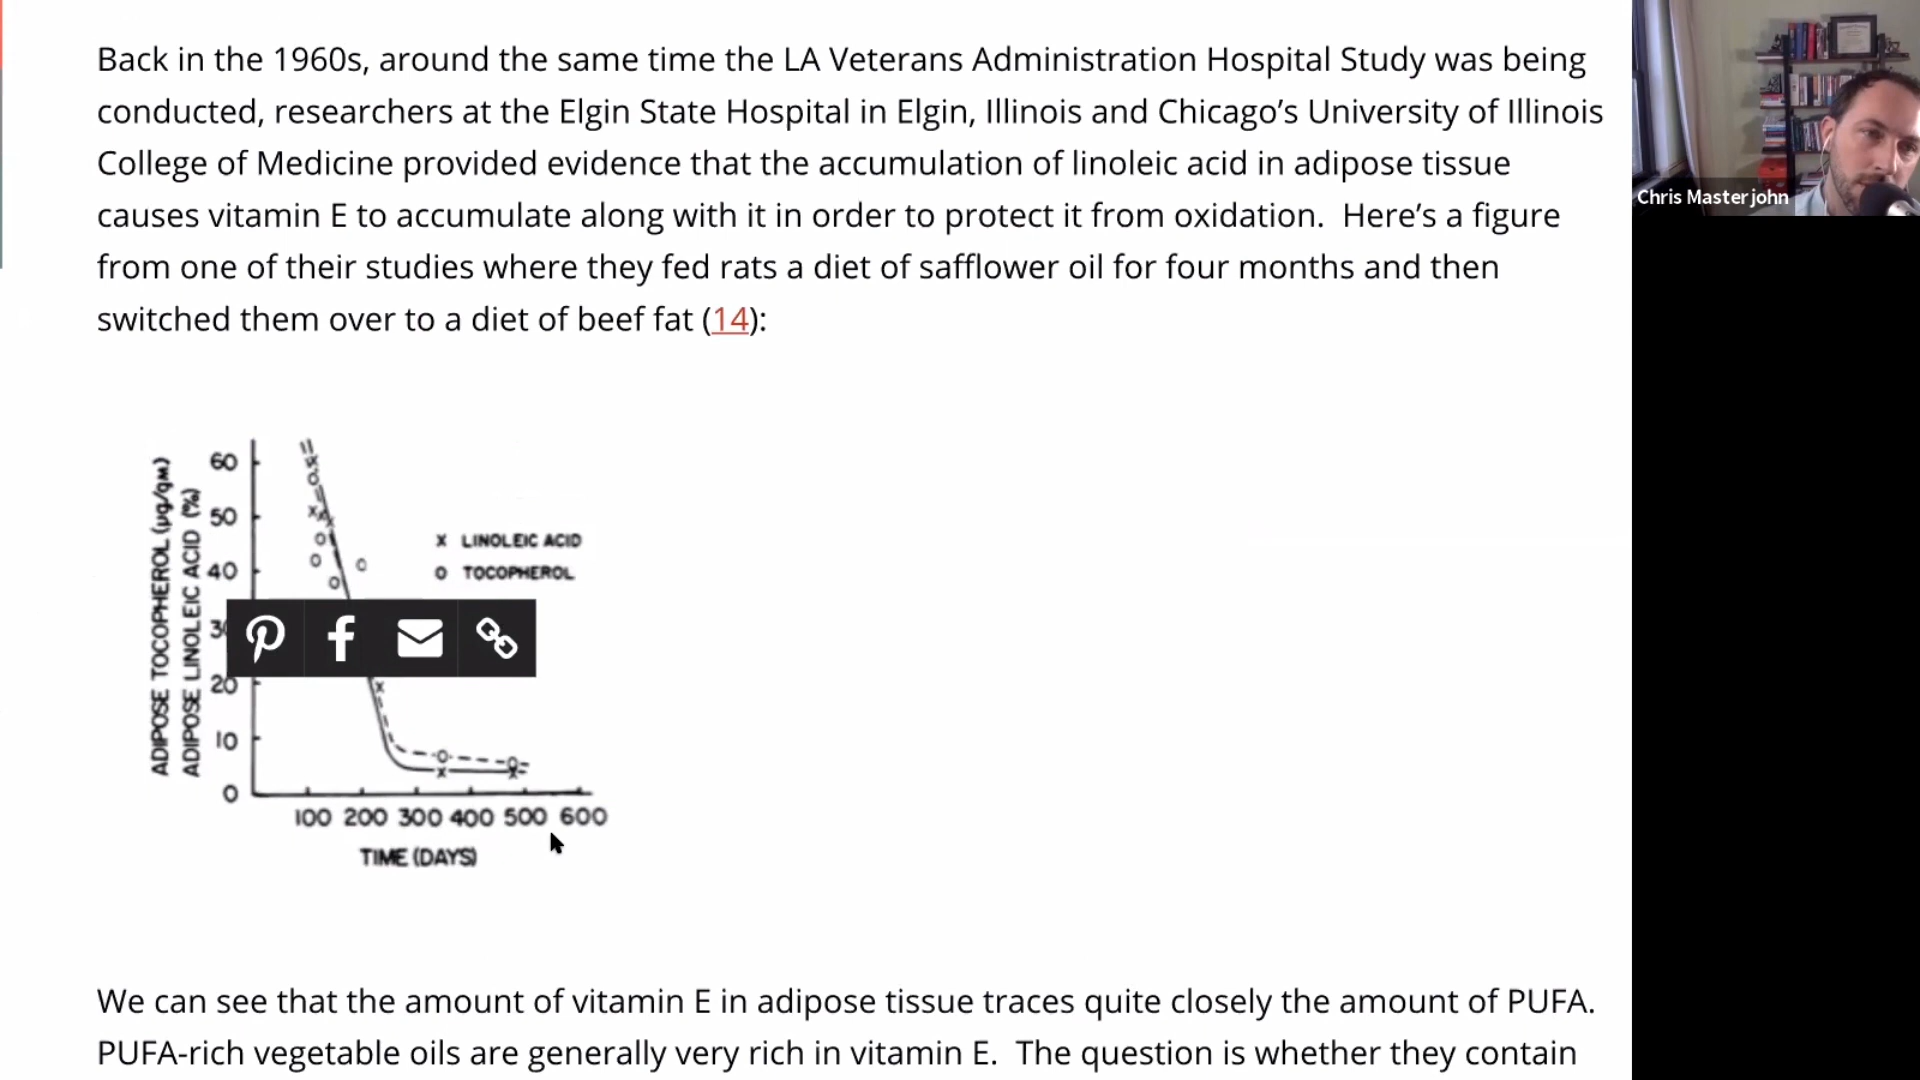 Back in the 1960s, around the same time the LA Veterans Administration Hospital Study was being
conducted, researchers at the Elgin State Hospital in Elgin, Illinois and Chicago’s University of Illinois
College of Medicine provided evidence that the accumulation of linoleic acid in adipose tissue
causes vitamin E to accumulate along with it in order to protect it from oxidation.  Here’s a figure
from one of their studies where they fed rats a diet of safflower oil for four months and then
switched them over to a diet of beef fat (14):
Chris Masterjohn
ADIPOSE TOCOPHEROL (µg/gM)
ADIPOSE LINOLEIC ACID (%)
60
50
40
20
10
0
X LINOLEIC ACID
O TOCOPHEROL
100 200 300 400 500 600
TIME (DAYS)
We can see that the amount of vitamin E in adipose tissue traces quite closely the amount of PUFA.
PUFA-rich vegetable oils are generally very rich in vitamin E.  The question is whether they contain